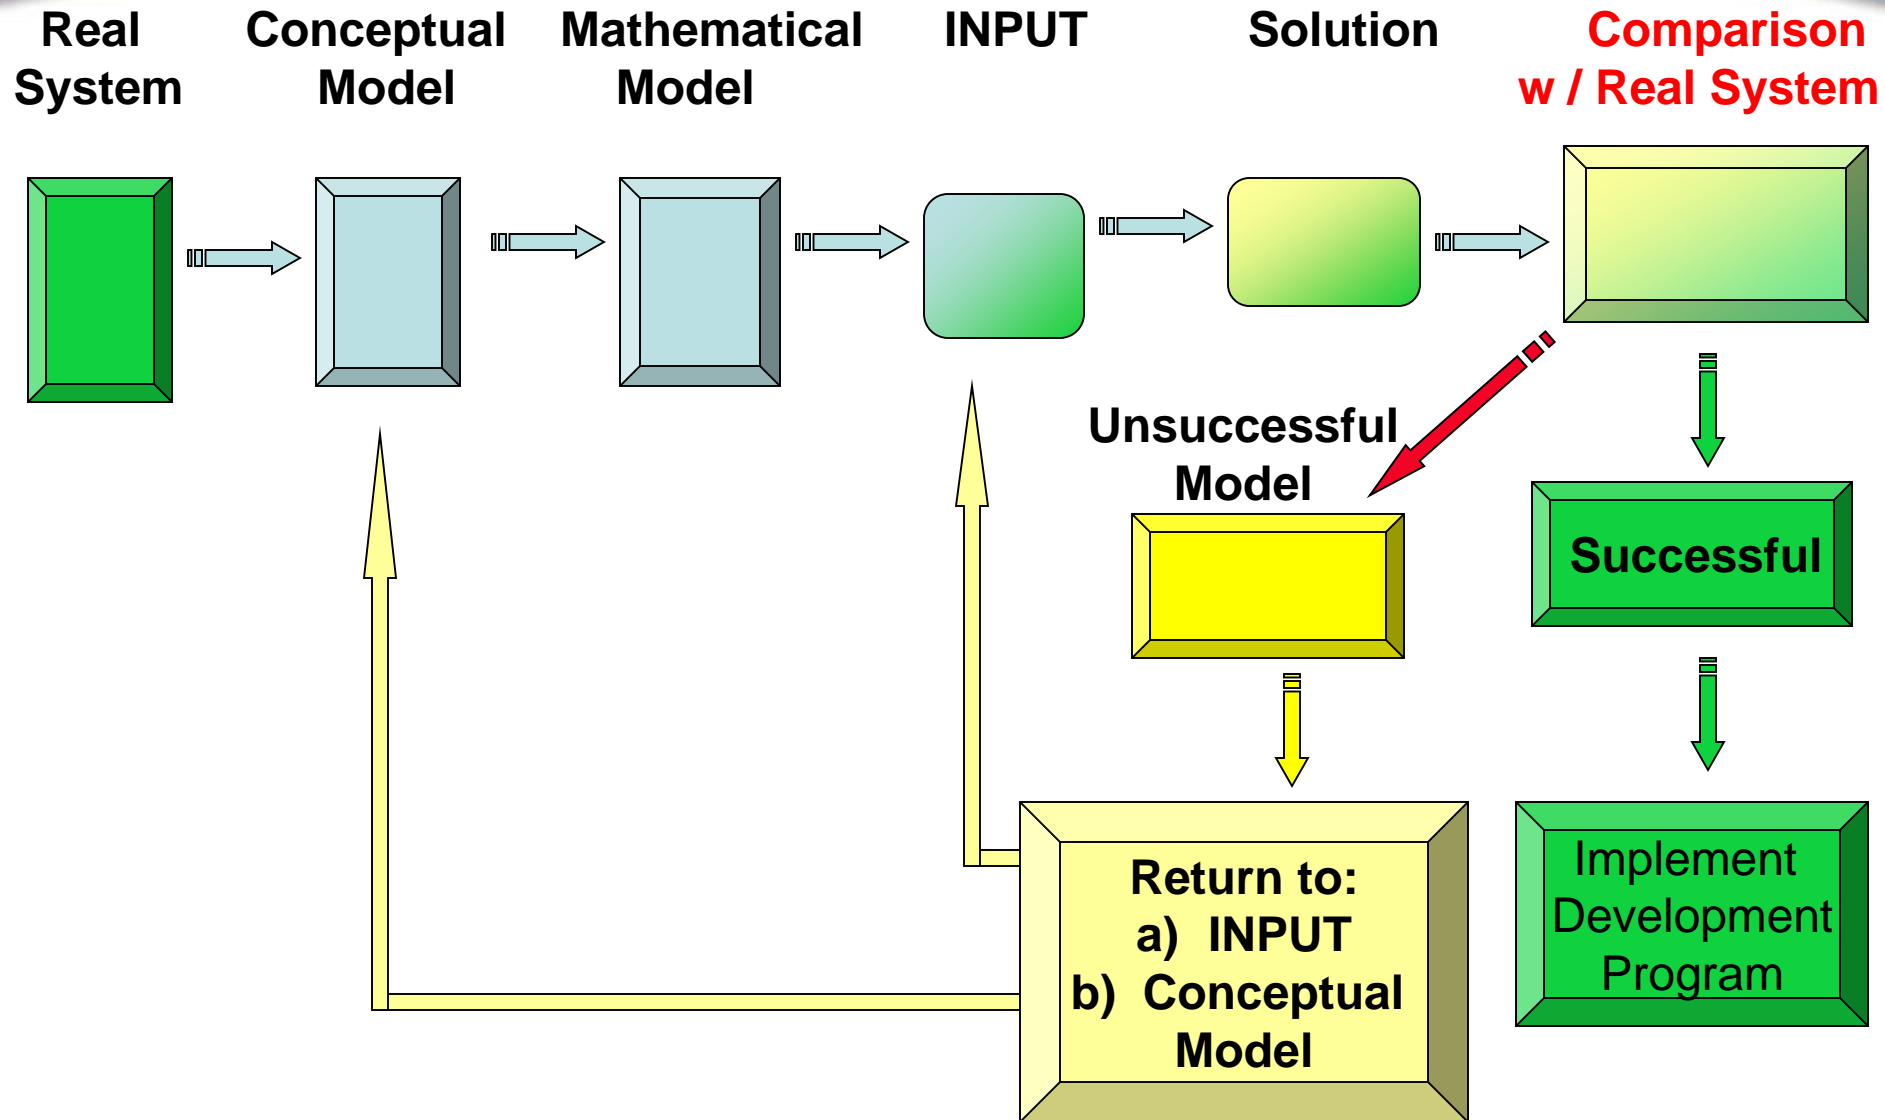 Real
System
Conceptual
Model
Mathematical
Model
INPUT
Solution
Comparison
w / Real System
Unsuccessful
Model
Successful
Return to:
a) INPUT
b) Conceptual
Model
Implement
Development
Program